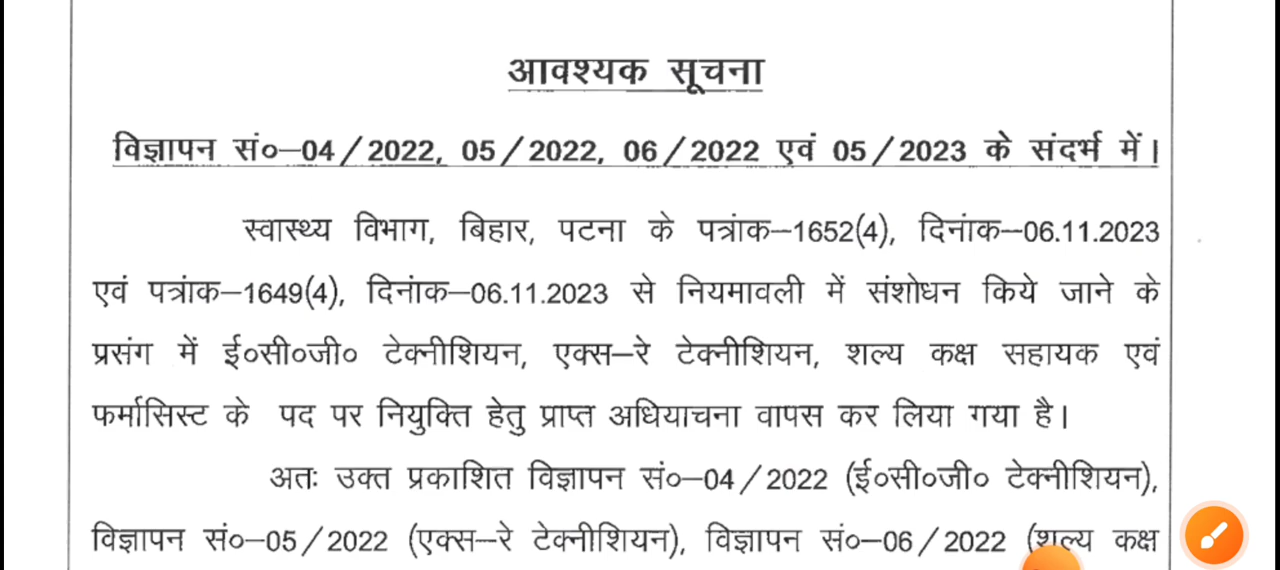 आवश्यक सूचना
विज्ञापन सं०–04/2022, 05/2022, 06/2022 एवं 05/2023 के संदर्भ में।
स्वास्थ्य विभाग, बिहार, पटना के पत्रांक–1652(4), दिनांक–06.11.2023
एवं पत्रांक–1649(4), दिनांक–06.11.2023 से नियमावली में संशोधन किये जाने के
प्रसंग में ई०सी०जी० टेक्नीशियन, एक्स–रे टेक्नीशियन, शल्य कक्ष सहायक एवं
फर्मासिस्ट के पद पर नियुक्ति हेतु प्राप्त अधियाचना वापस कर लिया गया है।
अतः उक्त प्रकाशित विज्ञापन सं०–04/2022 (ई०सी०जी० टेक्नीशियन),
विज्ञापन सं०–05/2022 (एक्स–रे टेक्नीशियन), विज्ञापन सं०–06/2022 (शल्य कक्ष